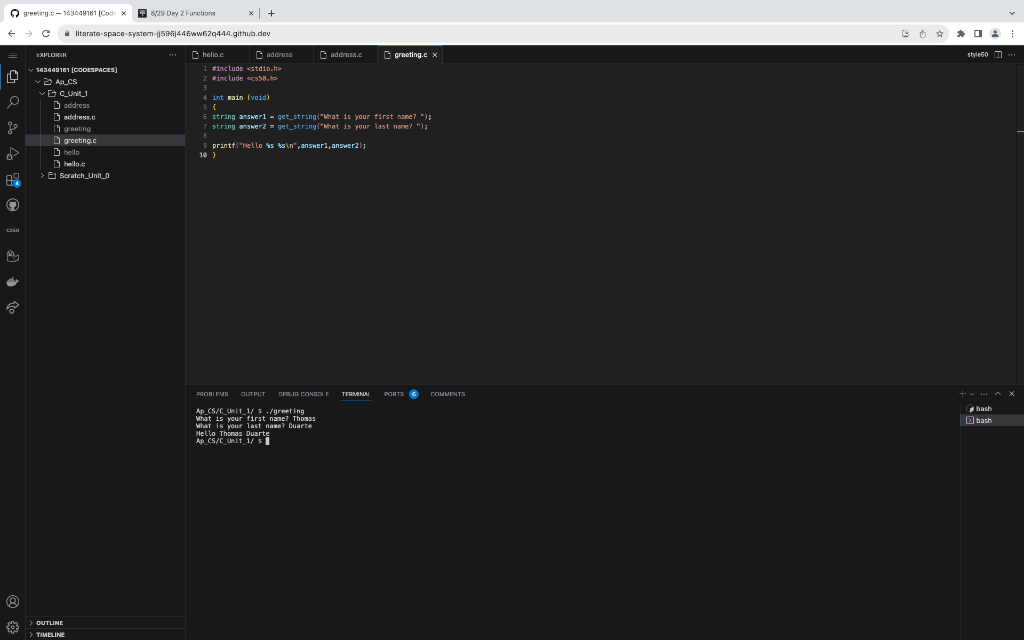 greeting.c — 143449161 [Code
8/29 Day 2 Functions
literate-space-system-jj596j446ww62q444.github.dev
EXPLORER
143449161 [CODESPACES]
Ap_CS
C_Unit_1
address
address.c
greeting
greeting.c
hello
hello.c
Scratch_Unit_0
OUTLINE
TIMELINE
4
CS50
hello.c
address
address.c
greeting.c
style50
1 #include <stdio.h>
2 #include <cs50.h>
3
4 int main (void)
5 {
6 string answer1 = get_string("What is your first name? ");
7 string answer2 = get_string("What is your last name? ");
8
9 printf("Hello %s %s\n",answer1,answer2);
10 }
PROBLEMS OUTPUT DEBUG CONSOLE TERMINAL PORTS 6 COMMENTS
Ap_CS/C_Unit_1/ $ ./greeting
What is your first name? Thomas
What is your last name? Duarte
Hello Thomas Duarte
Ap_CS/C_Unit_1/ $
bash
bash